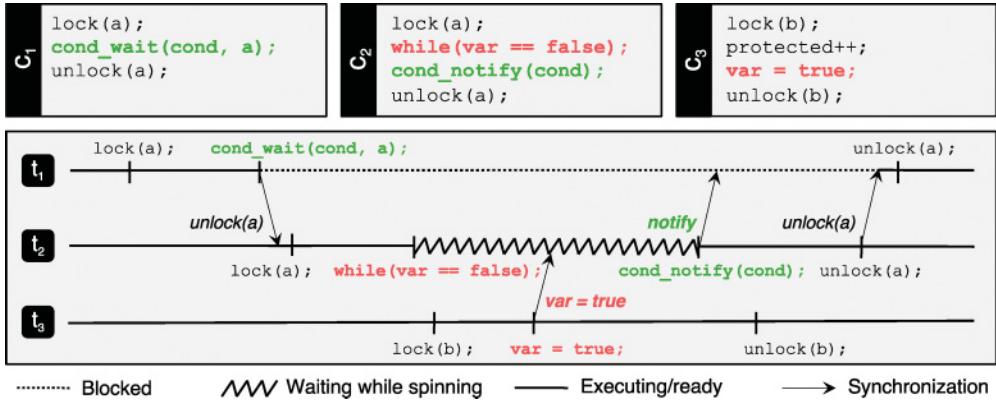 C1
lock(a);
cond_wait(cond, a);
unlock(a);
C2
lock(a);
while(var == false);
cond_notify(cond);
unlock(a);
C3
lock(b);
protected++;
var = true;
unlock(b);
lock(a); cond_wait(cond, a); unlock(a);
t1
unlock(a) notify unlock(a)
t2
lock(a); while(var == false); cond_notify(cond); unlock(a);
var = true
t3
lock(b); var = true; unlock(b);
Blocked Waiting while spinning Executing/ready Synchronization